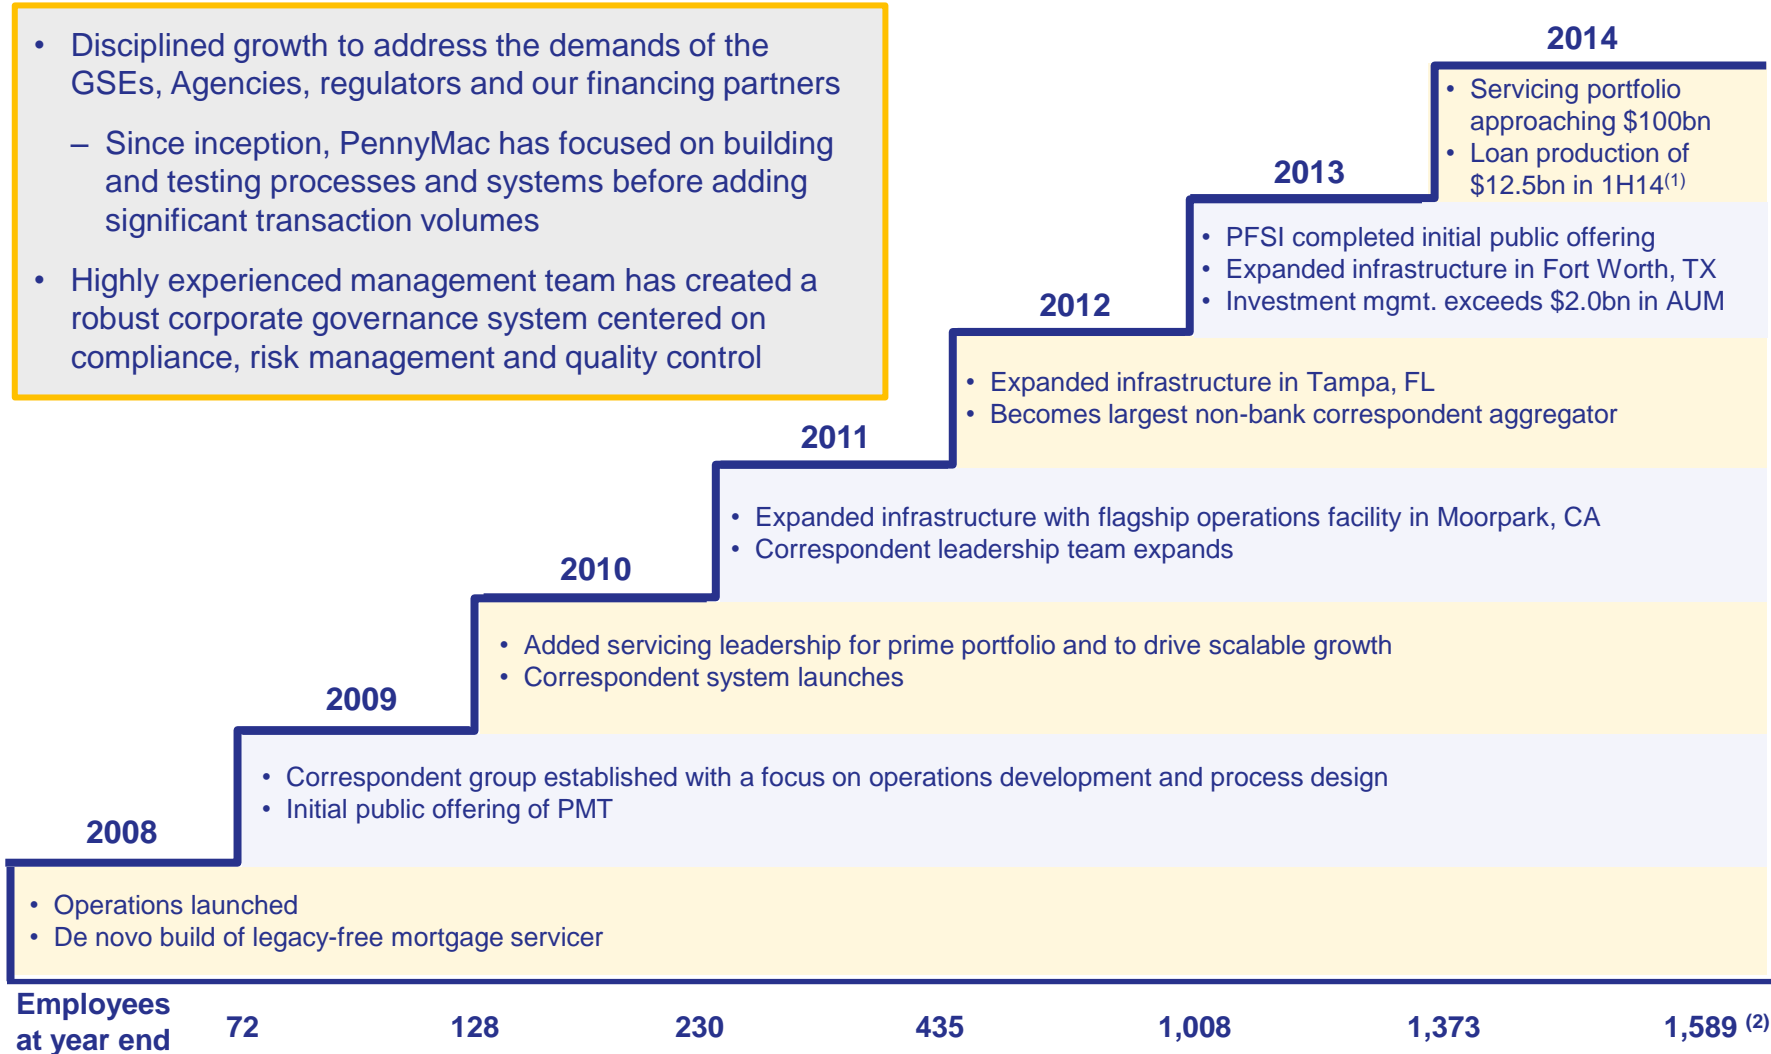 • Disciplined growth to address the demands of the
GSEs, Agencies, regulators and our financing partners
– Since inception, PennyMac has focused on building
and testing processes and systems before adding
significant transaction volumes
• Highly experienced management team has created a
robust corporate governance system centered on
compliance, risk management and quality control
2014
• Servicing portfolio
approaching $100bn
• Loan production of
$12.5bn in 1H14(1)
2013
• PFSI completed initial public offering
• Expanded infrastructure in Fort Worth, TX
• Investment mgmt. exceeds $2.0bn in AUM
2012
• Expanded infrastructure in Tampa, FL
• Becomes largest non-bank correspondent aggregator
2011
• Expanded infrastructure with flagship operations facility in Moorpark, CA
• Correspondent leadership team expands
2010
• Added servicing leadership for prime portfolio and to drive scalable growth
• Correspondent system launches
2009
• Correspondent group established with a focus on operations development and process design
• Initial public offering of PMT
2008
• Operations launched
• De novo build of legacy-free mortgage servicer
Employees
at year end 72 128 230 435 1,008 1,373 1,589 (2)